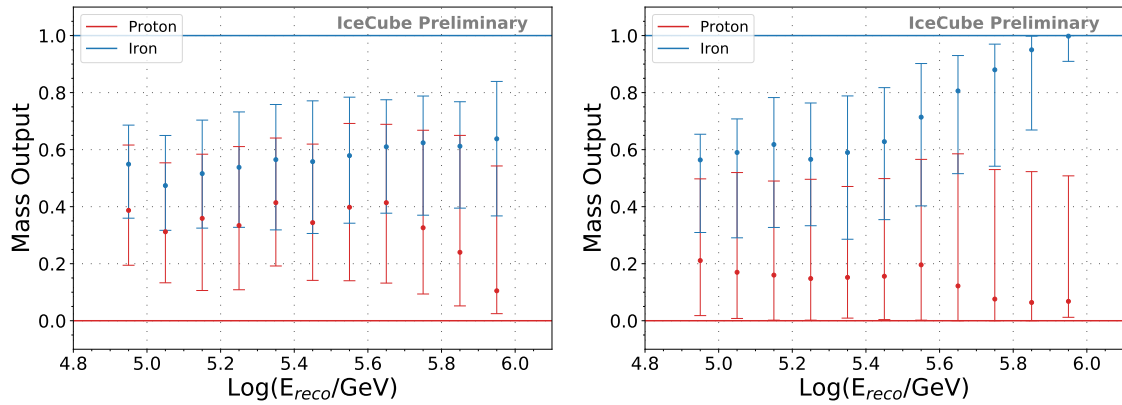 IceCube Preliminary
Proton
Iron
Mass Output
1.0
0.8
0.6
0.4
0.2
0.0
4.8 5.0 5.2 5.4 5.6 5.8 6.0
Log(E_reco/GeV)
IceCube Preliminary
Proton
Iron
Mass Output
1.0
0.8
0.6
0.4
0.2
0.0
4.8 5.0 5.2 5.4 5.6 5.8 6.0
Log(E_reco/GeV)